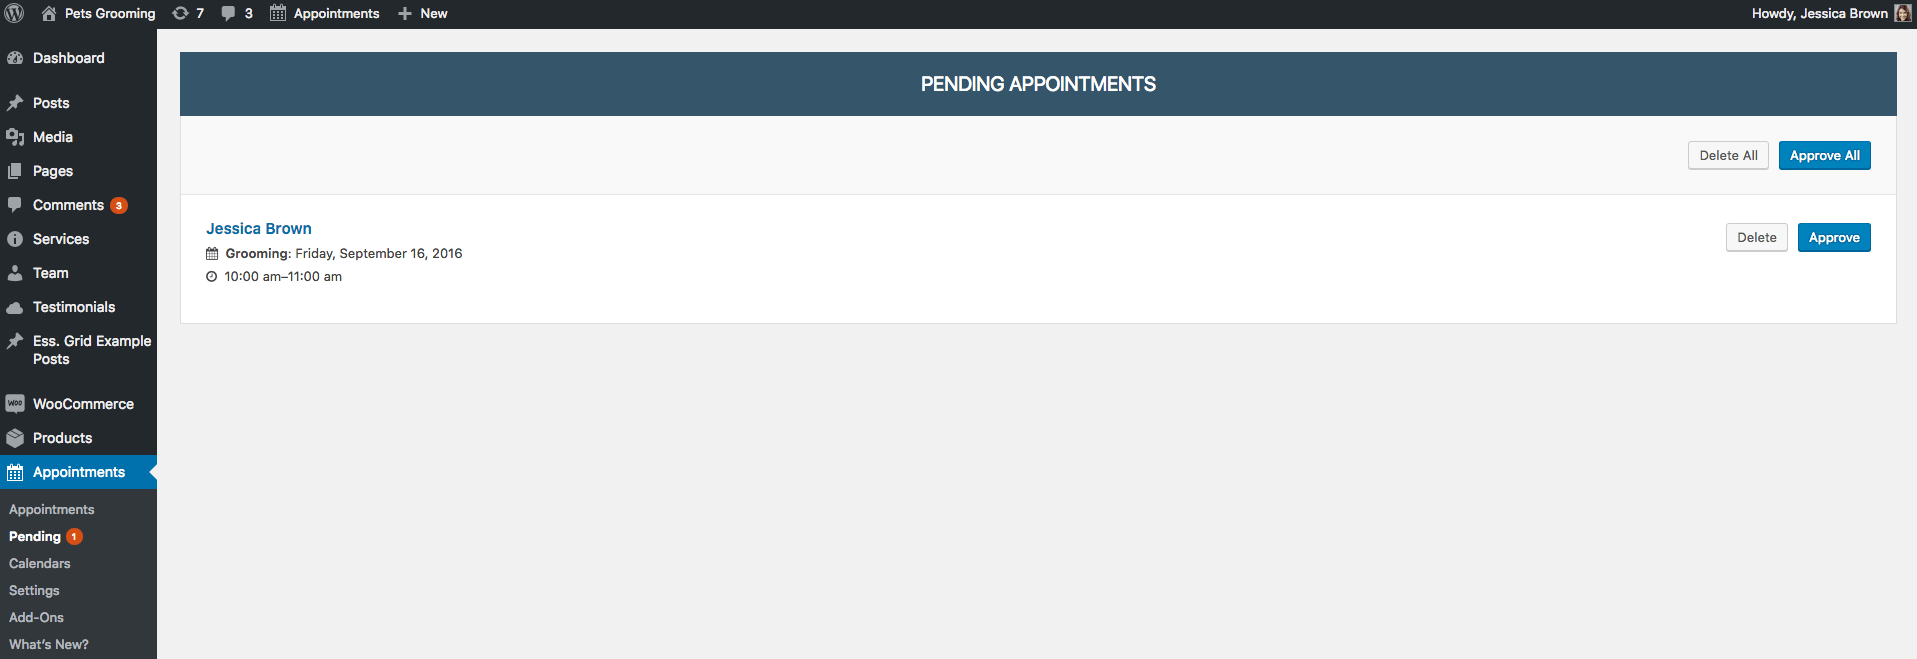 Pets Grooming 7 3 Appointments New Howdy, Jessica Brown
Dashboard
Posts
Media
Pages
Comments 3
Services
Team
Testimonials
Ess. Grid Example
Posts
WOO WooCommerce
Products
Appointments
Appointments
Pending 1
Calendars
Settings
Add-Ons
What's New?
PENDING APPOINTMENTS
Delete All Approve All
Jessica Brown
Grooming: Friday, September 16, 2016
10:00 am–11:00 am
Delete Approve